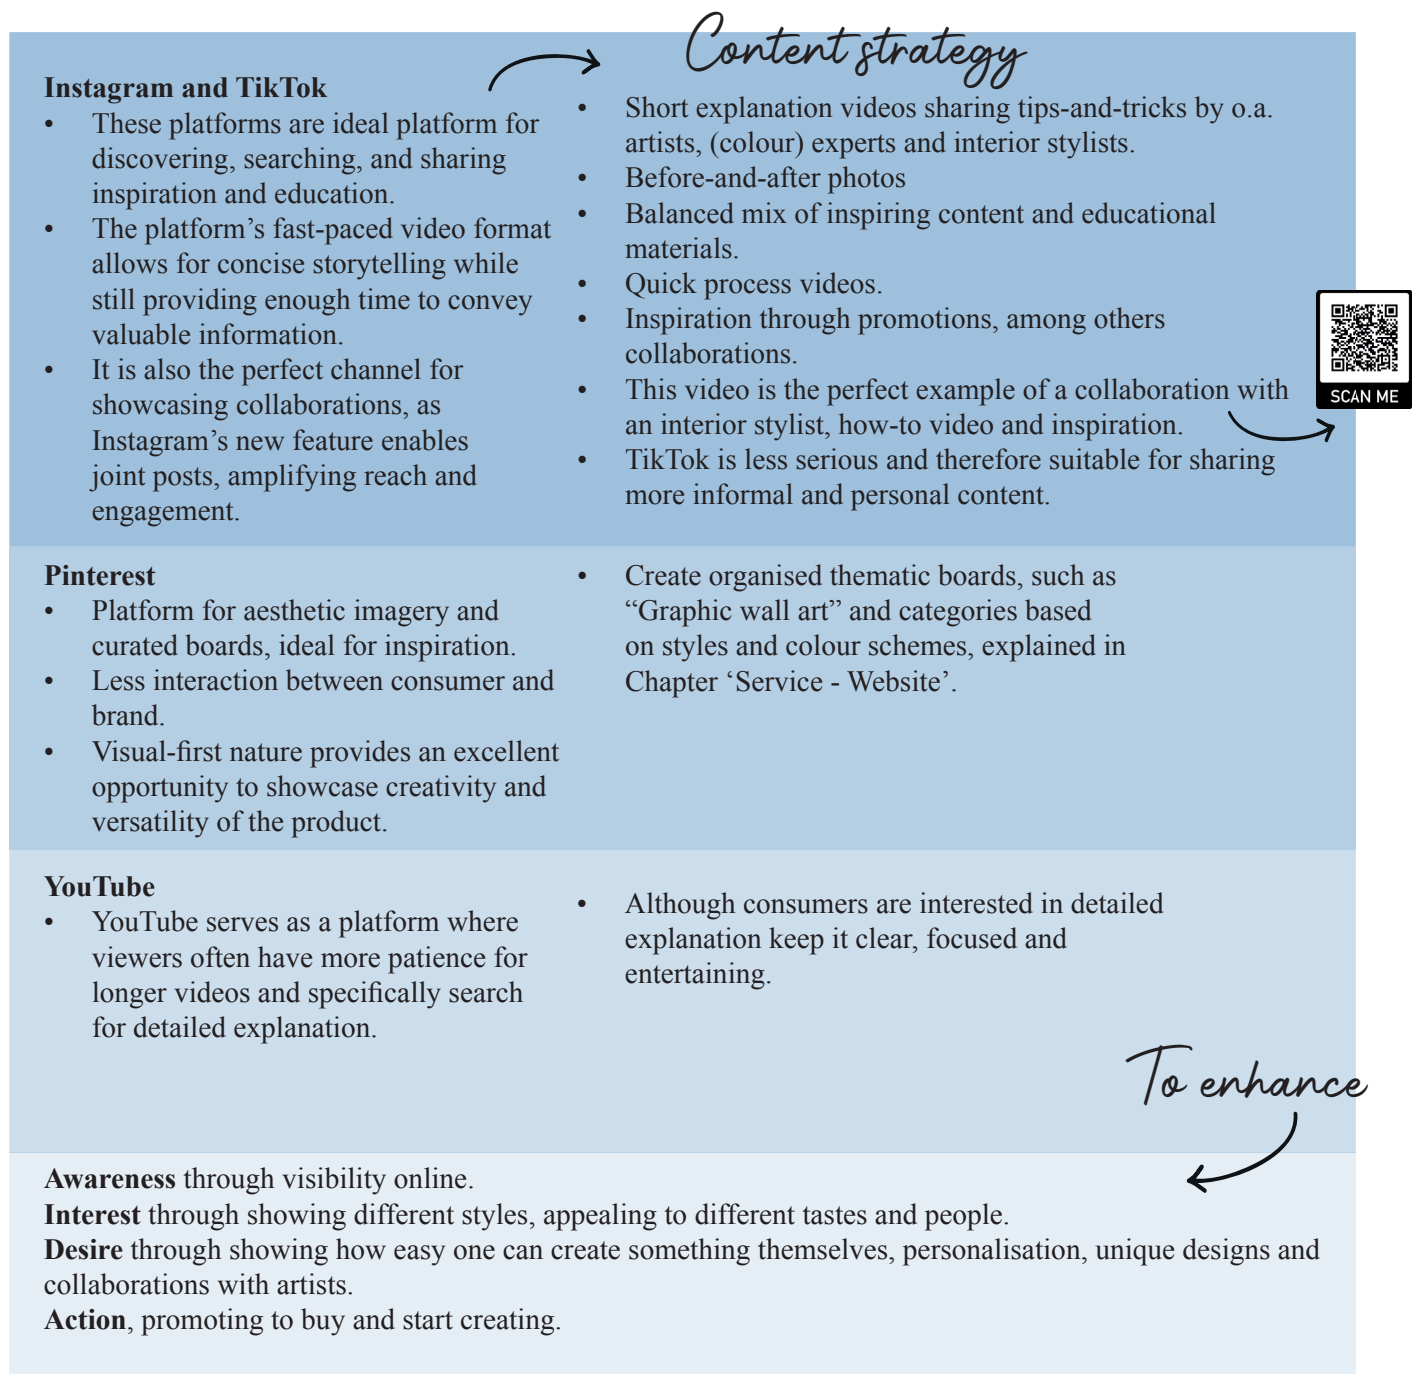 Content strategy
Instagram and TikTok
• These platforms are ideal platform for
discovering, searching, and sharing
inspiration and education.
• The platform’s fast-paced video format
allows for concise storytelling while
still providing enough time to convey
valuable information.
• It is also the perfect channel for
showcasing collaborations, as
Instagram’s new feature enables
joint posts, amplifying reach and
engagement.
• Short explanation videos sharing tips-and-tricks by o.a.
artists, (colour) experts and interior stylists.
• Before-and-after photos
• Balanced mix of inspiring content and educational
materials.
• Quick process videos.
• Inspiration through promotions, among others
collaborations.
• This video is the perfect example of a collaboration with
an interior stylist, how-to video and inspiration.
• TikTok is less serious and therefore suitable for sharing
more informal and personal content.
SCAN ME
Pinterest
• Platform for aesthetic imagery and
curated boards, ideal for inspiration.
• Less interaction between consumer and
brand.
• Visual-first nature provides an excellent
opportunity to showcase creativity and
versatility of the product.
• Create organised thematic boards, such as
“Graphic wall art” and categories based
on styles and colour schemes, explained in
Chapter ‘Service - Website’.
YouTube
• YouTube serves as a platform where
viewers often have more patience for
longer videos and specifically search
for detailed explanation.
• Although consumers are interested in detailed
explanation keep it clear, focused and
entertaining.
To enhance
Awareness through visibility online.
Interest through showing different styles, appealing to different tastes and people.
Desire through showing how easy one can create something themselves, personalisation, unique designs and
collaborations with artists.
Action, promoting to buy and start creating.